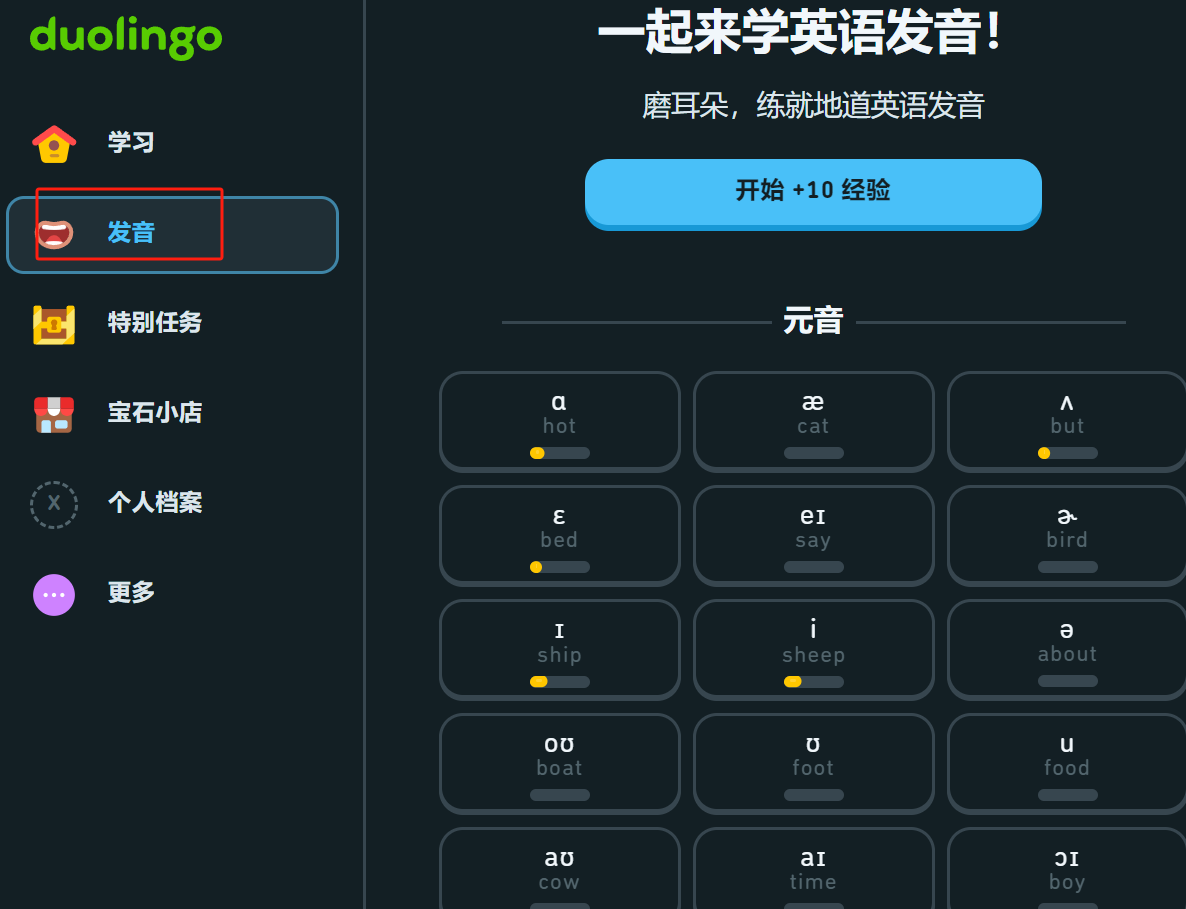 duolingo
学习
发音
特别任务
宝石小店
X
个人档案
更多
一起来学英语发音！
磨耳朵，练就地道英语发音
开始 +10 经验
元音
ɑ
hot
æ
cat
ʌ
but
ɛ
bed
eɪ
say
ɚ
bird
ɪ
ship
i
sheep
ə
about
oʊ
boat
ʊ
foot
u
food
aʊ
cow
aɪ
time
ɔɪ
boy